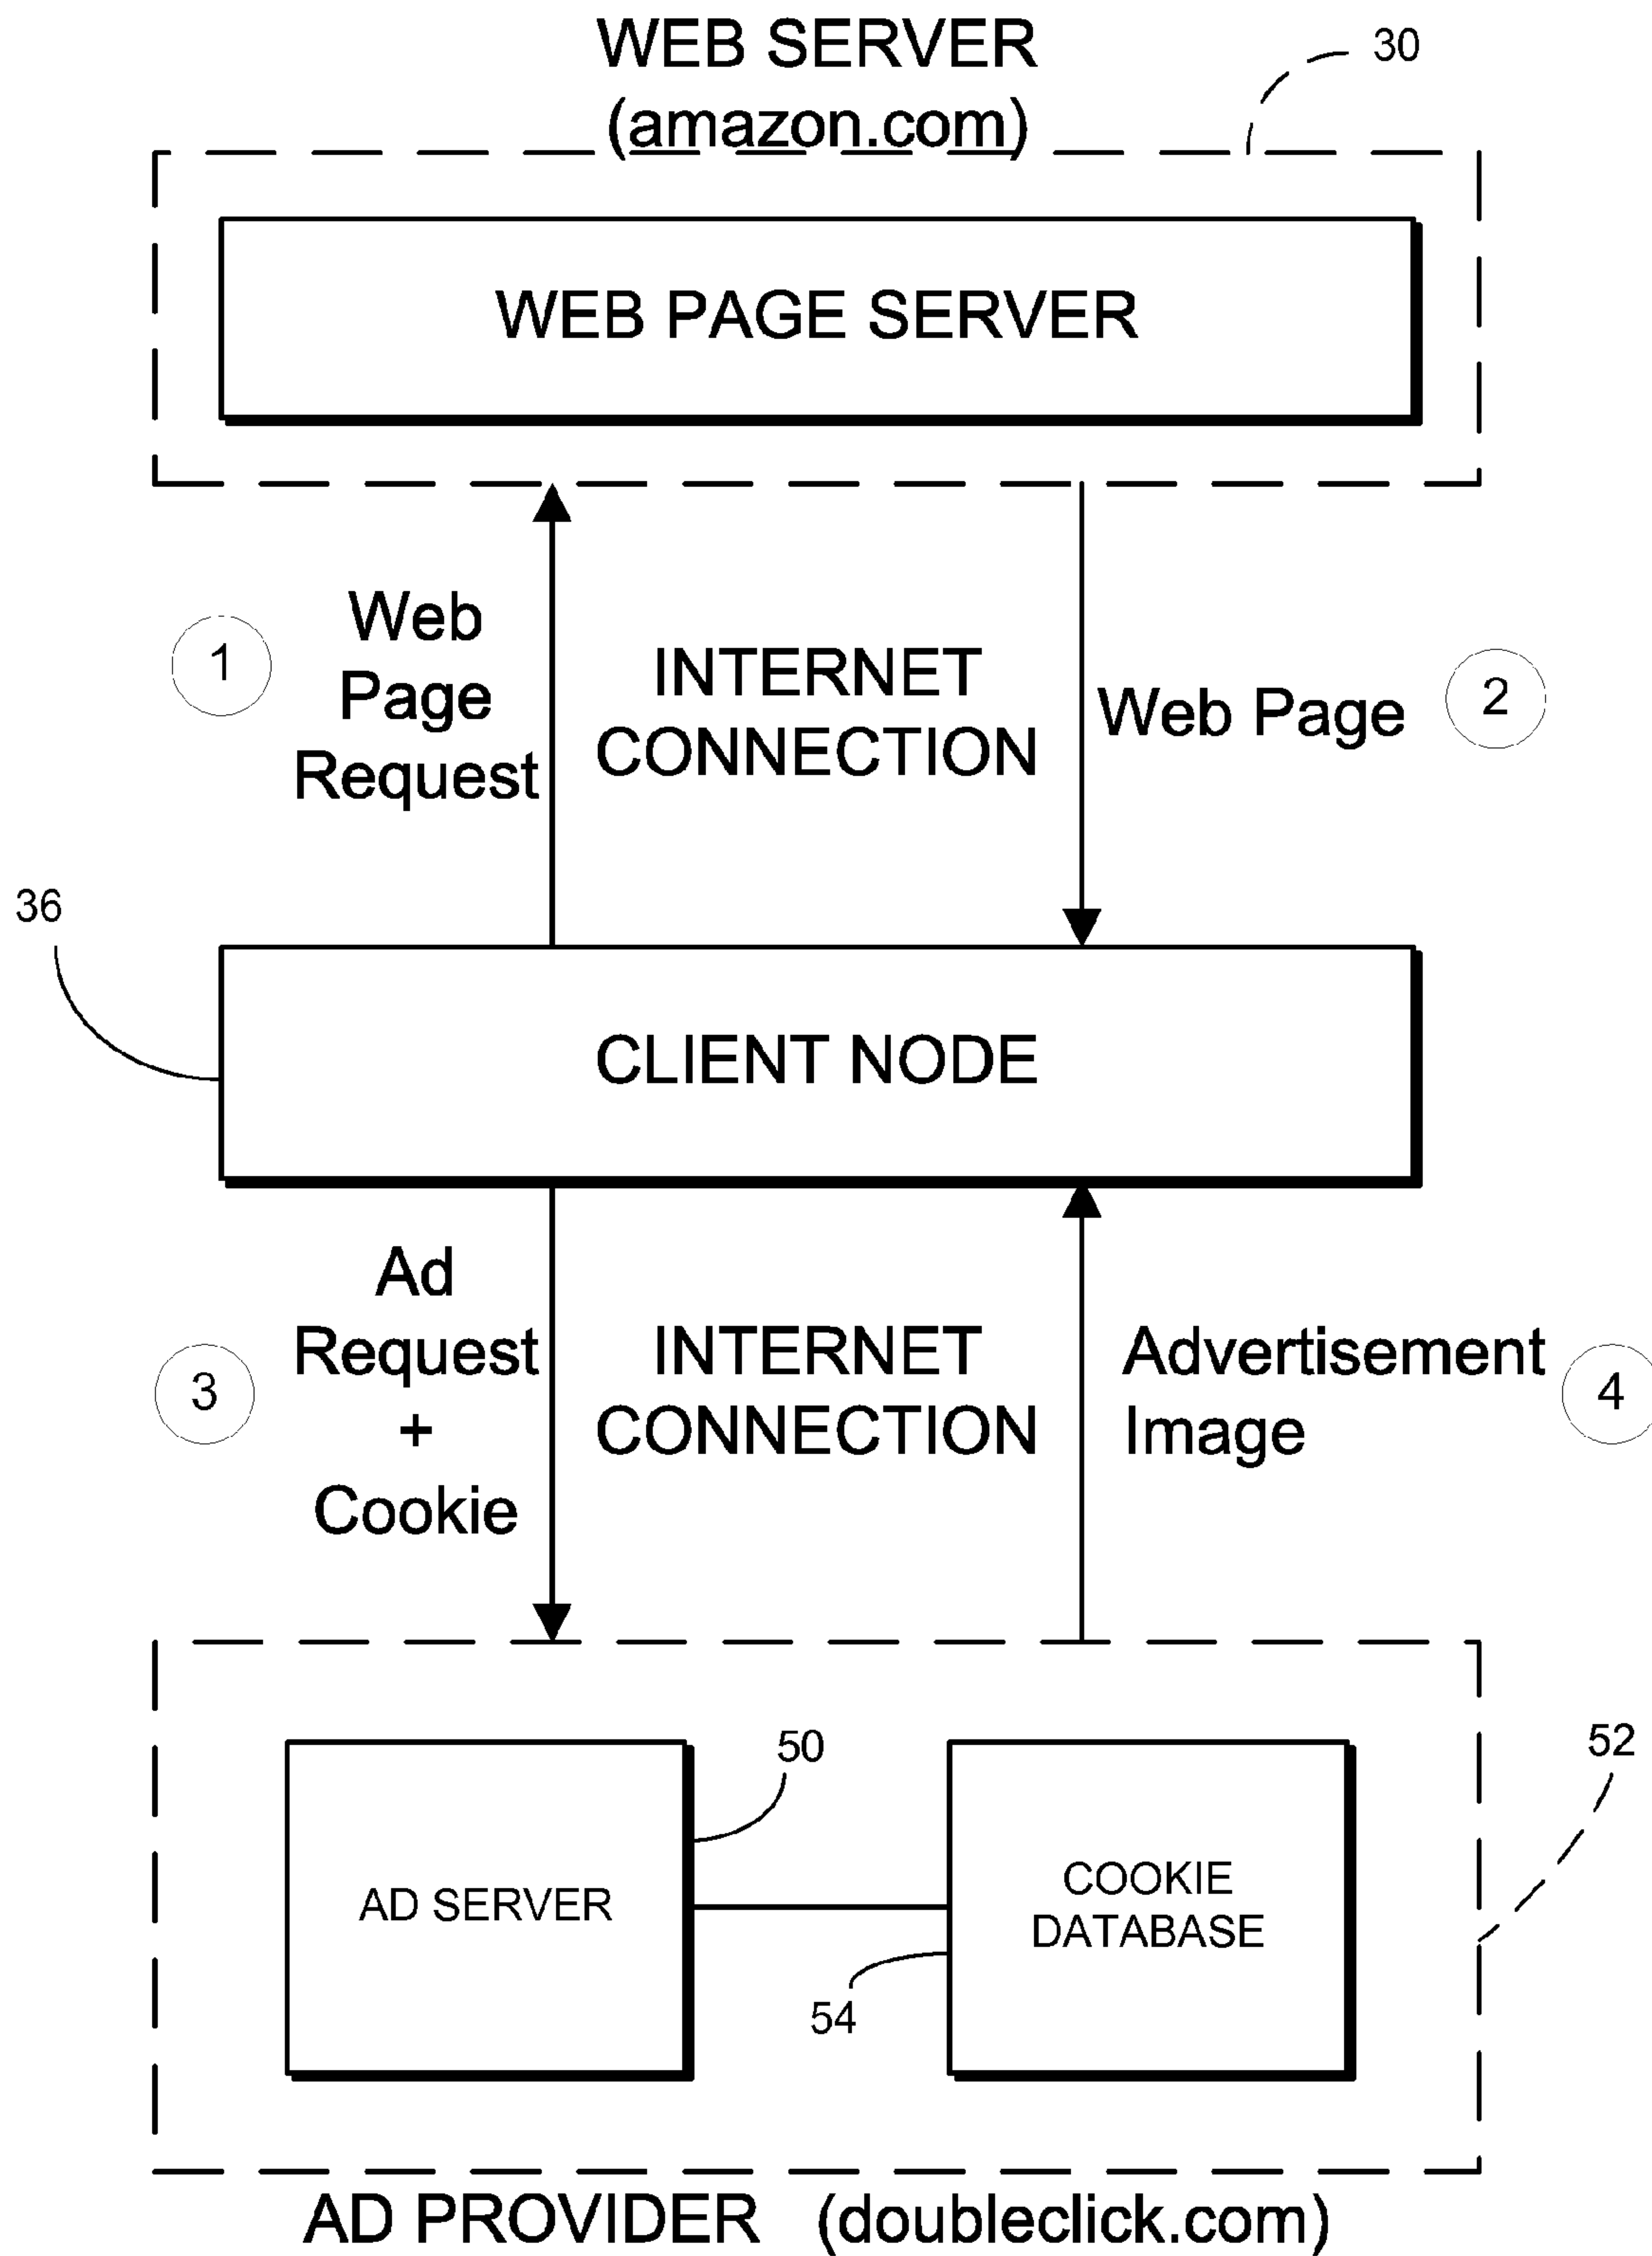 WEB SERVER
(amazon.com)
30
WEB PAGE SERVER
1
Web
Page
Request
INTERNET
CONNECTION
Web Page
2
36
CLIENT NODE
3
Ad
Request
+
Cookie
INTERNET
CONNECTION
Advertisement
Image
4
50
52
AD SERVER
COOKIE
DATABASE
54
AD PROVIDER (doubleclick.com)